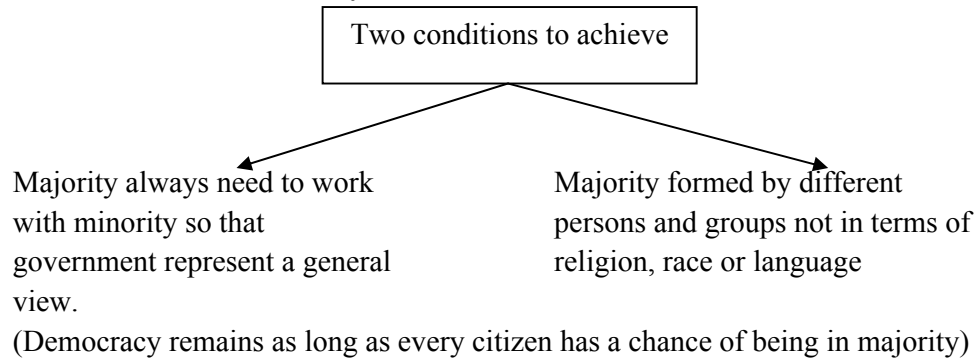 Two conditions to achieve
Majority always need to work
with minority so that
government represent a general
view.
Majority formed by different
persons and groups not in terms of
religion, race or language
(Democracy remains as long as every citizen has a chance of being in majority)